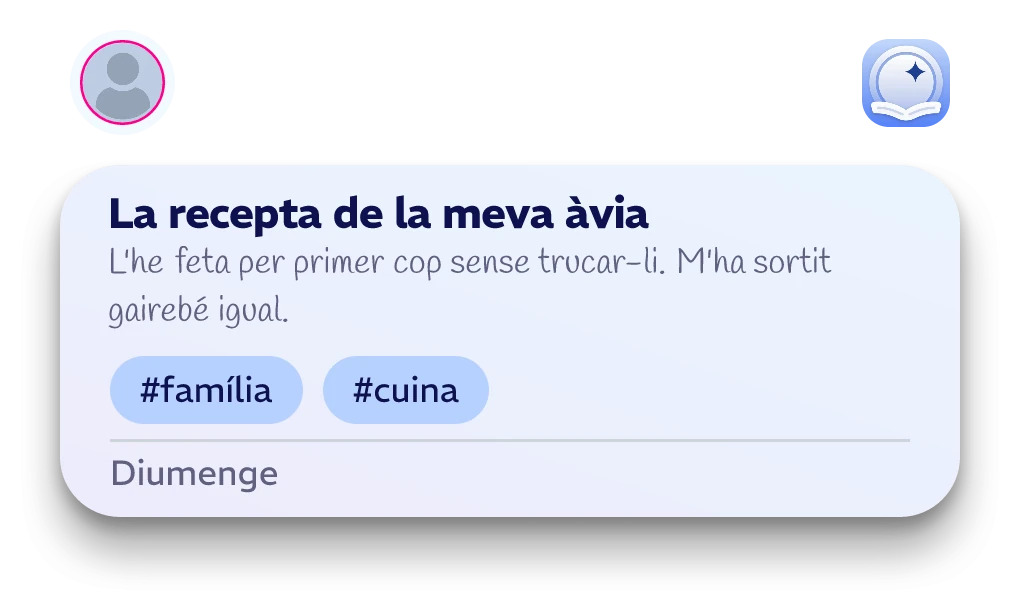 La recepta de la meva àvia
L'he feta per primer cop sense trucar-li. M'ha sortit
gairebé igual.
#família #cuina
Diumenge